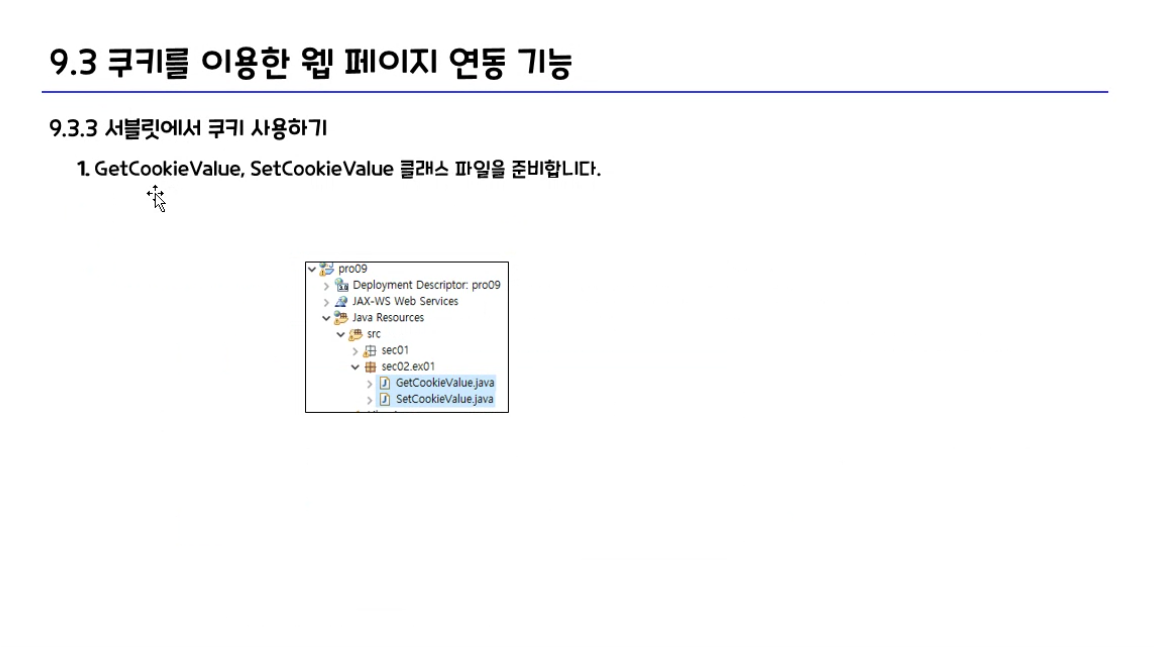 9.3 쿠키를 이용한 웹 페이지 연동 기능
9.3.3 서블릿에서 쿠키 사용하기
1. GetCookieValue, SetCookieValue 클래스 파일을 준비합니다.
pro09
Deployment Descriptor: pro09
JAX-WS Web Services
Java Resources
src
sec01
sec02.ex01
GetCookieValue.java
SetCookieValue.java